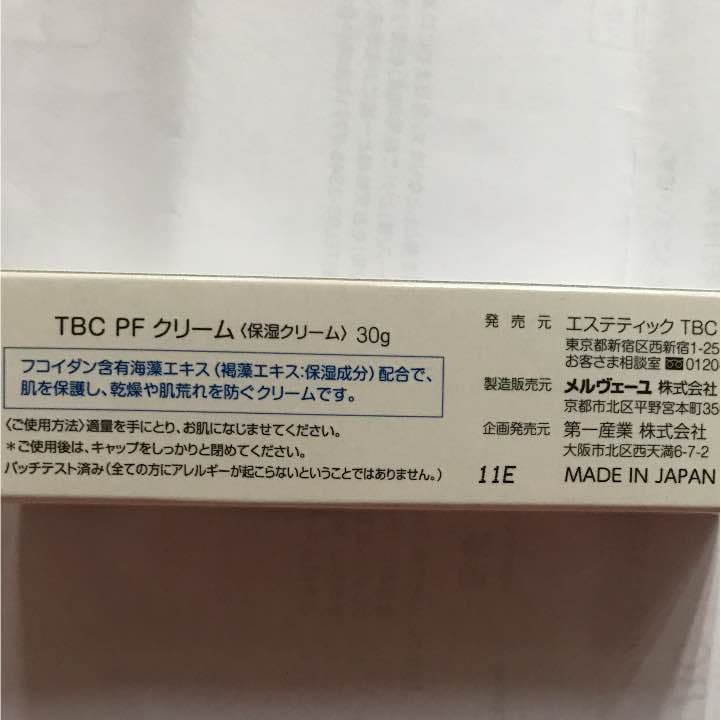 TBC PF クリーム〈保湿クリーム〉 30g
フコイダン含有海藻エキス（褐藻エキス：保湿成分）配合で、
肌を保護し、乾燥や肌荒れを防ぐクリームです。
〈ご使用方法〉適量を手にとり、お肌になじませてください。
＊ご使用後は、キャップをしっかりと閉めてください。
パッチテスト済み（全ての方にアレルギーが起こらないということではありません。）
発売元 エステティック TBC
東京都新宿区西新宿1-25
お客さま相談室 0120
製造販売元 メルヴェーユ 株式会社
京都市北区平野宮本町35
企画発売元 第一産業 株式会社
大阪市北区西天満6-7-2
11E MADE IN JAPAN